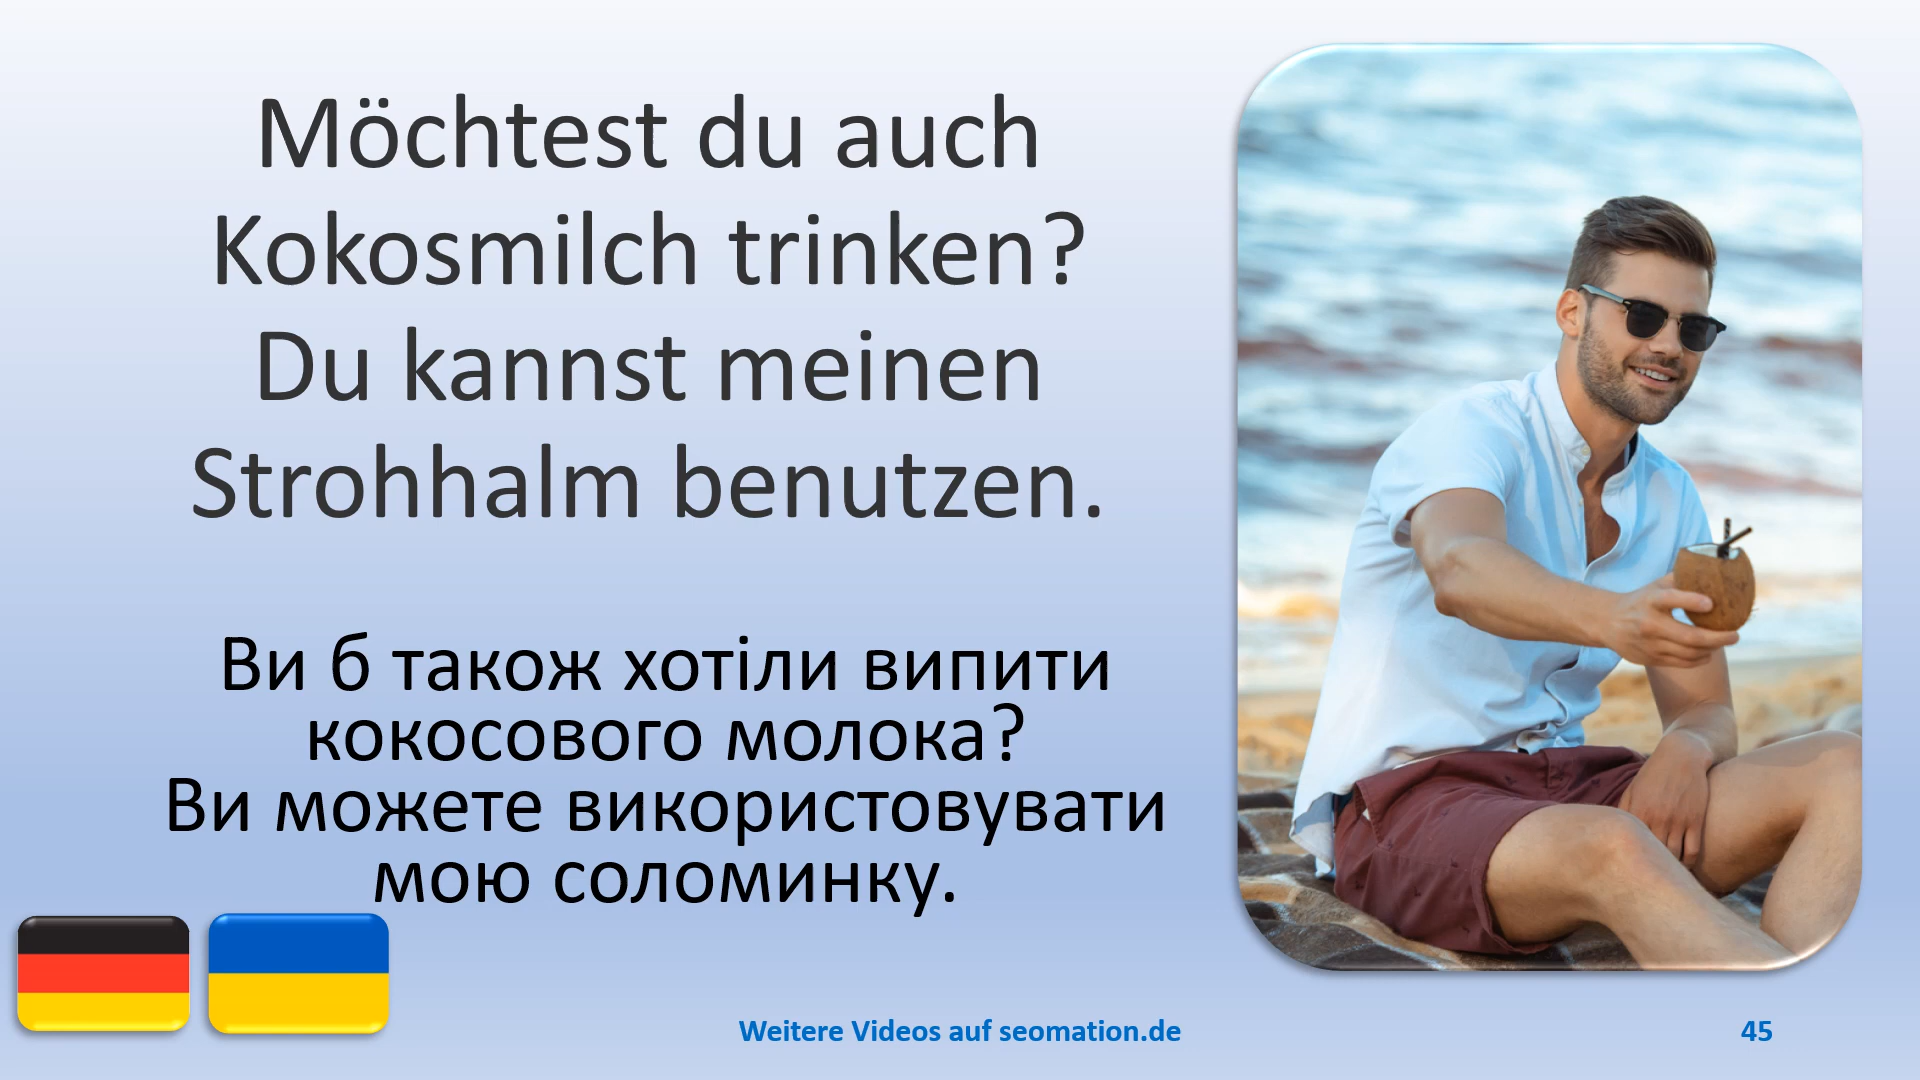 Möchtest du auch
Kokosmilch trinken?
Du kannst meinen
Strohhalm benutzen.
Ви б також хотіли випити
кокосового молока?
Ви можете використовувати
мою соломинку.
Weitere Videos auf seomation.de
45